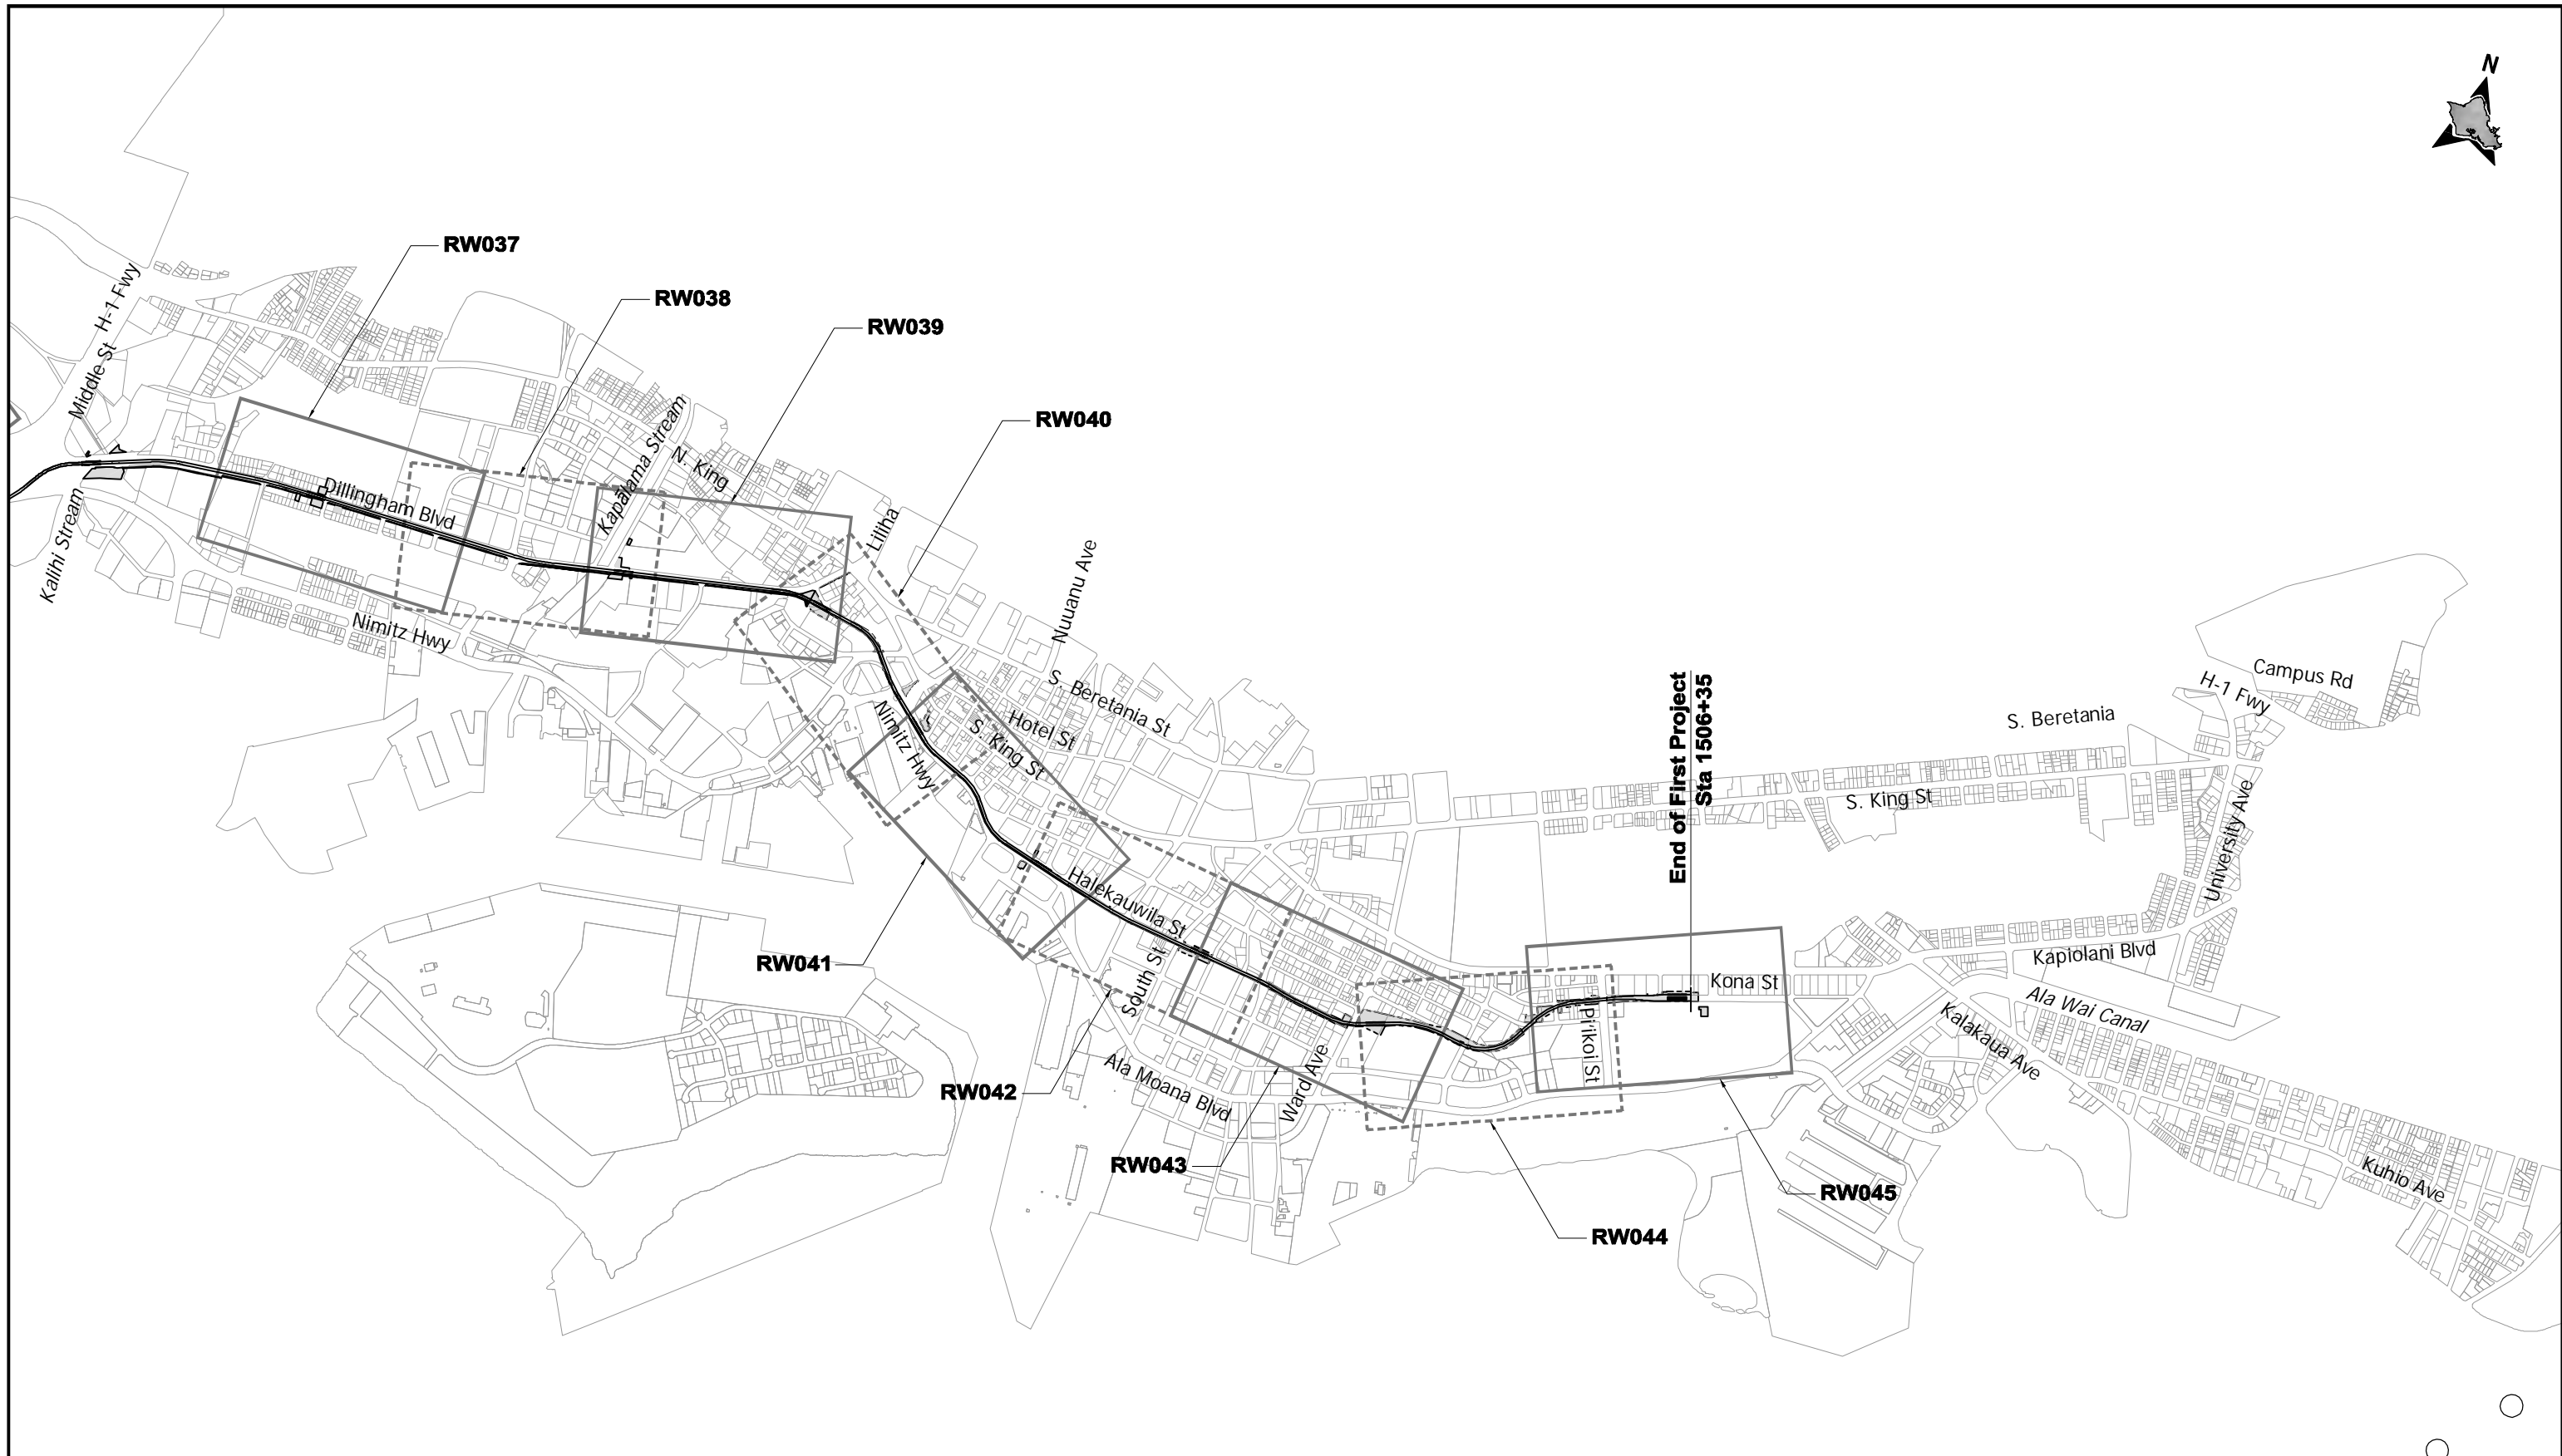 N
RW037
RW038
RW039
RW040
H-1 Fwy
Middle St
Kapālama Stream
N. King
Dillingham Blvd
Kalihi Stream
Liliha
Nuuanu Ave
Nimitz Hwy
S. Beretania St
Hotel St
S. King St
Nimitz Hwy
End of First Project
Sta 1506+35
Campus Rd
H-1 Fwy
S. Beretania
S. King St
University Ave
Halekauwila St
RW041
South St
Kapiolani Blvd
Kona St
Ala Wai Canal
Pi'ikoi St
Kalakaua Ave
Ward Ave
Ala Moana Blvd
RW042
RW043
RW045
Kuhio Ave
RW044